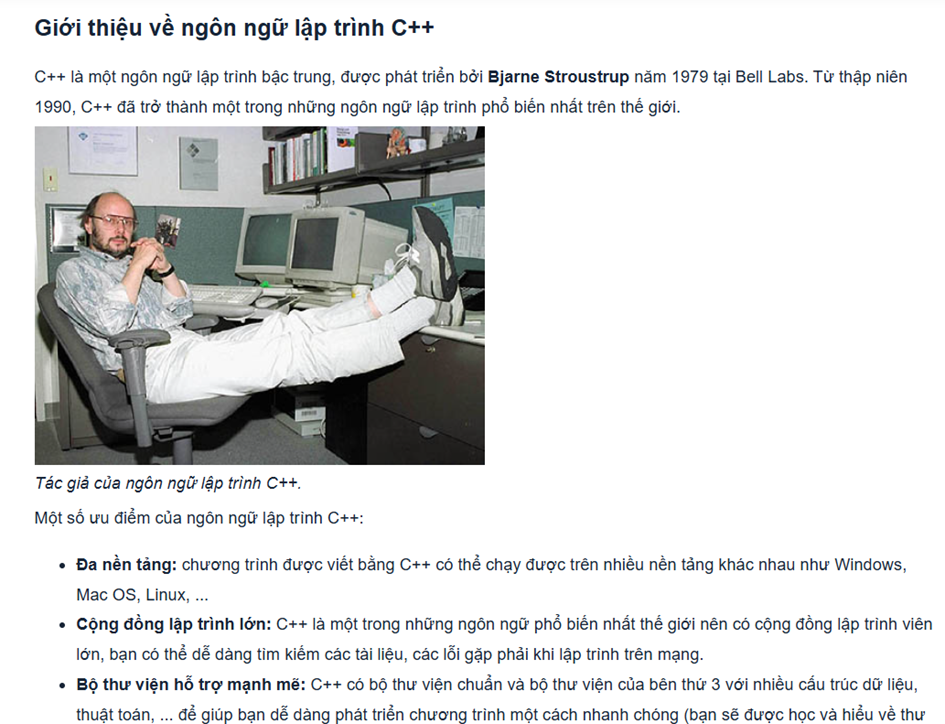 Giới thiệu về ngôn ngữ lập trình C++
C++ là một ngôn ngữ lập trình bậc trung, được phát triển bởi Bjarne Stroustrup năm 1979 tại Bell Labs. Từ thập niên
1990, C++ đã trở thành một trong những ngôn ngữ lập trình phổ biến nhất trên thế giới.
Tác giả của ngôn ngữ lập trình C++.
Một số ưu điểm của ngôn ngữ lập trình C++:
• Đa nền tảng: chương trình được viết bằng C++ có thể chạy được trên nhiều nền tảng khác nhau như Windows,
Mac OS, Linux, ...
• Cộng đồng lập trình lớn: C++ là một trong những ngôn ngữ phổ biến nhất thế giới nên có cộng đồng lập trình viên
lớn, bạn có thể dễ dàng tìm kiếm các tài liệu, các lỗi gặp phải khi lập trình trên mạng.
• Bộ thư viện hỗ trợ mạnh mẽ: C++ có bộ thư viện chuẩn và bộ thư viện của bên thứ 3 với nhiều cấu trúc dữ liệu,
thuật toán, ... để giúp bạn dễ dàng phát triển chương trình một cách nhanh chóng (bạn sẽ được học và hiểu về thư